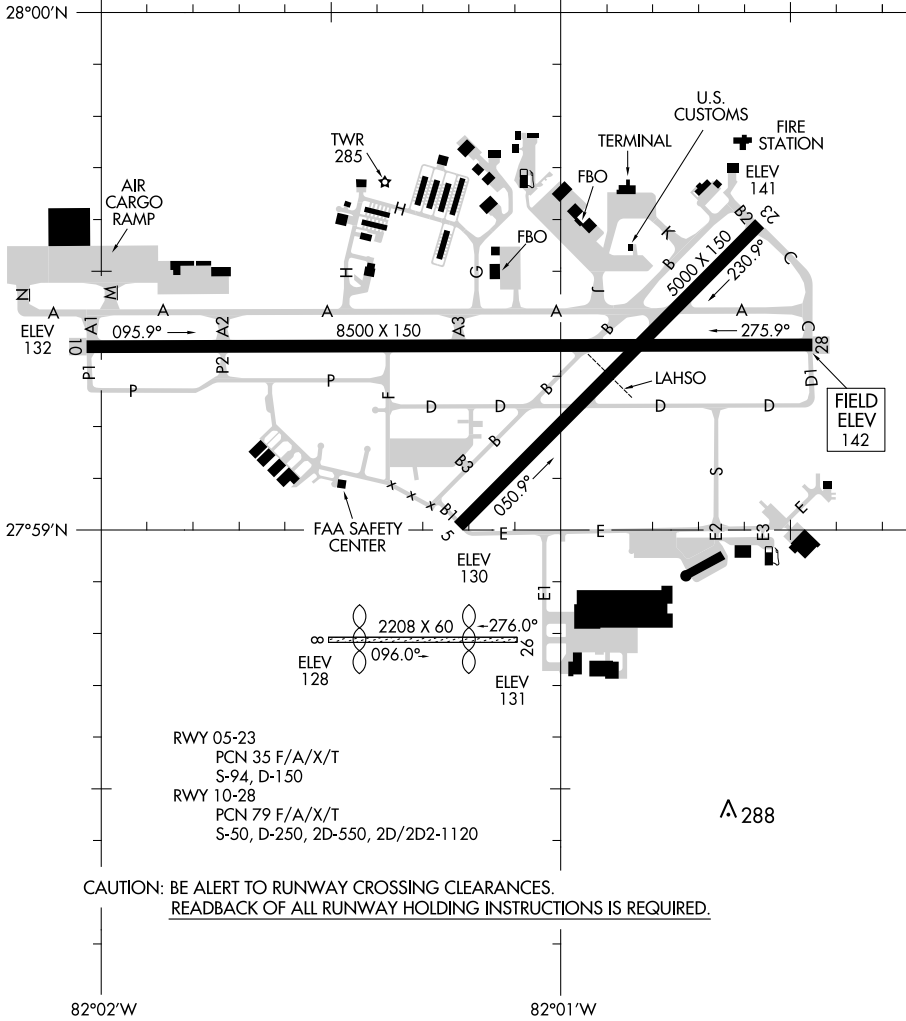 28°00'N
U.S.
CUSTOMS
TWR
285
TERMINAL
FIRE
STATION
AIR
CARGO
RAMP
FBO
ELEV
141
H
B2
23
K
B
5000 X 150
230.9°
C
FBO
H
G
J
N
M
A
A
A
A
A
ELEV
132
A1
095.9°
A2
8500 X 150
A3
B
275.9°
C
10
28
P1
P2
P
P
LAHSO
D1
F
D
D
B
D
D
FIELD
ELEV
142
B
B3
S
050.9°
x
x
x
B1
5
E
27°59'N
FAA SAFETY
CENTER
E
E
E2
E3
ELEV
130
E1
2208 X 60
276.0°
8
096.0°
26
ELEV
128
ELEV
131
RWY 05-23
PCN 35 F/A/X/T
S-94, D-150
RWY 10-28
PCN 79 F/A/X/T
S-50, D-250, 2D-550, 2D/2D2-1120
288
CAUTION: BE ALERT TO RUNWAY CROSSING CLEARANCES.
READBACK OF ALL RUNWAY HOLDING INSTRUCTIONS IS REQUIRED.
82°02'W
82°01'W